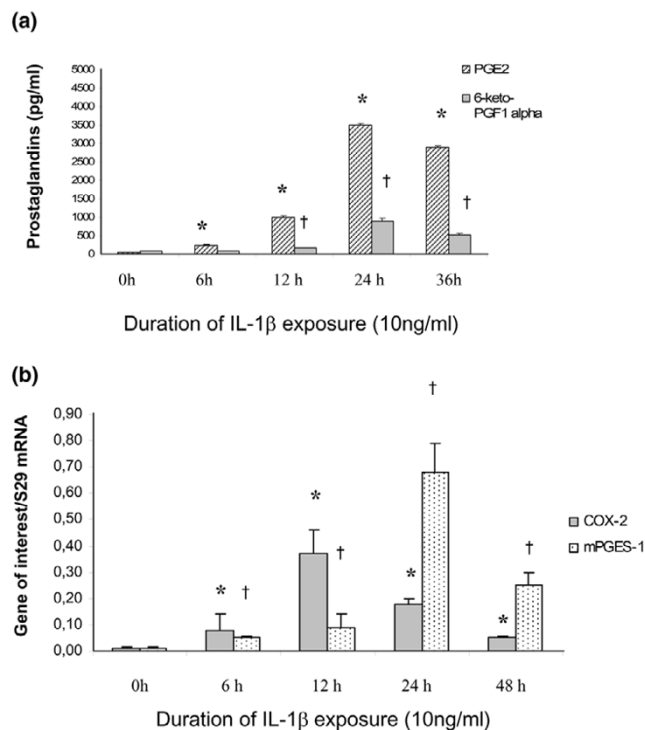 (a)
Prostaglandins (pg/ml)
5000
4500
4000
3500
3000
2500
2000
1500
1000
500
0
PGE2
6-keto-
PGF1 alpha
*
*
†
*
†
*
†
0h
6h
12 h
24 h
36h
Duration of IL-1β exposure (10ng/ml)
(b)
Gene of interest/S29 mRNA
0,90
0,80
0,70
0,60
0,50
0,40
0,30
0,20
0,10
0,00
*
†
*
†
*
†
*
†
COX-2
mPGES-1
0h
6 h
12 h
24 h
48 h
Duration of IL-1β exposure (10ng/ml)